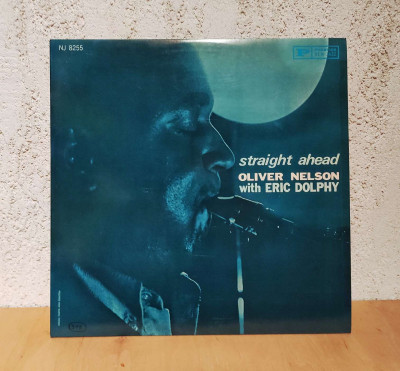 NJ 8255
straight ahead
OLIVER NELSON
with ERIC DOLPHY